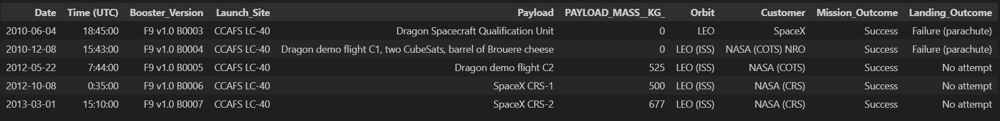 Date Time (UTC) Booster_Version Launch_Site Payload PAYLOAD_MASS__KG_ Orbit Customer Mission_Outcome Landing_Outcome
2010-06-04 18:45:00 F9 v1.0 B0003 CCAFS LC-40 Dragon Spacecraft Qualification Unit 0 LEO SpaceX Success Failure (parachute)
2010-12-08 15:43:00 F9 v1.0 B0004 CCAFS LC-40 Dragon demo flight C1, two CubeSats, barrel of Brouere cheese 0 LEO (ISS) NASA (COTS) NRO Success Failure (parachute)
2012-05-22 7:44:00 F9 v1.0 B0005 CCAFS LC-40 Dragon demo flight C2 525 LEO (ISS) NASA (COTS) Success No attempt
2012-10-08 0:35:00 F9 v1.0 B0006 CCAFS LC-40 SpaceX CRS-1 500 LEO (ISS) NASA (CRS) Success No attempt
2013-03-01 15:10:00 F9 v1.0 B0007 CCAFS LC-40 SpaceX CRS-2 677 LEO (ISS) NASA (CRS) Success No attempt